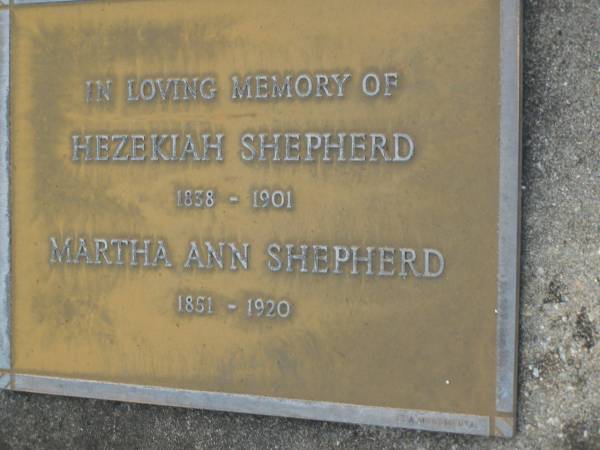 IN LOVING MEMORY OF
HEZEKIAH SHEPHERD
1838 - 1901
MARTHA ANN SHEPHERD
1851 - 1920